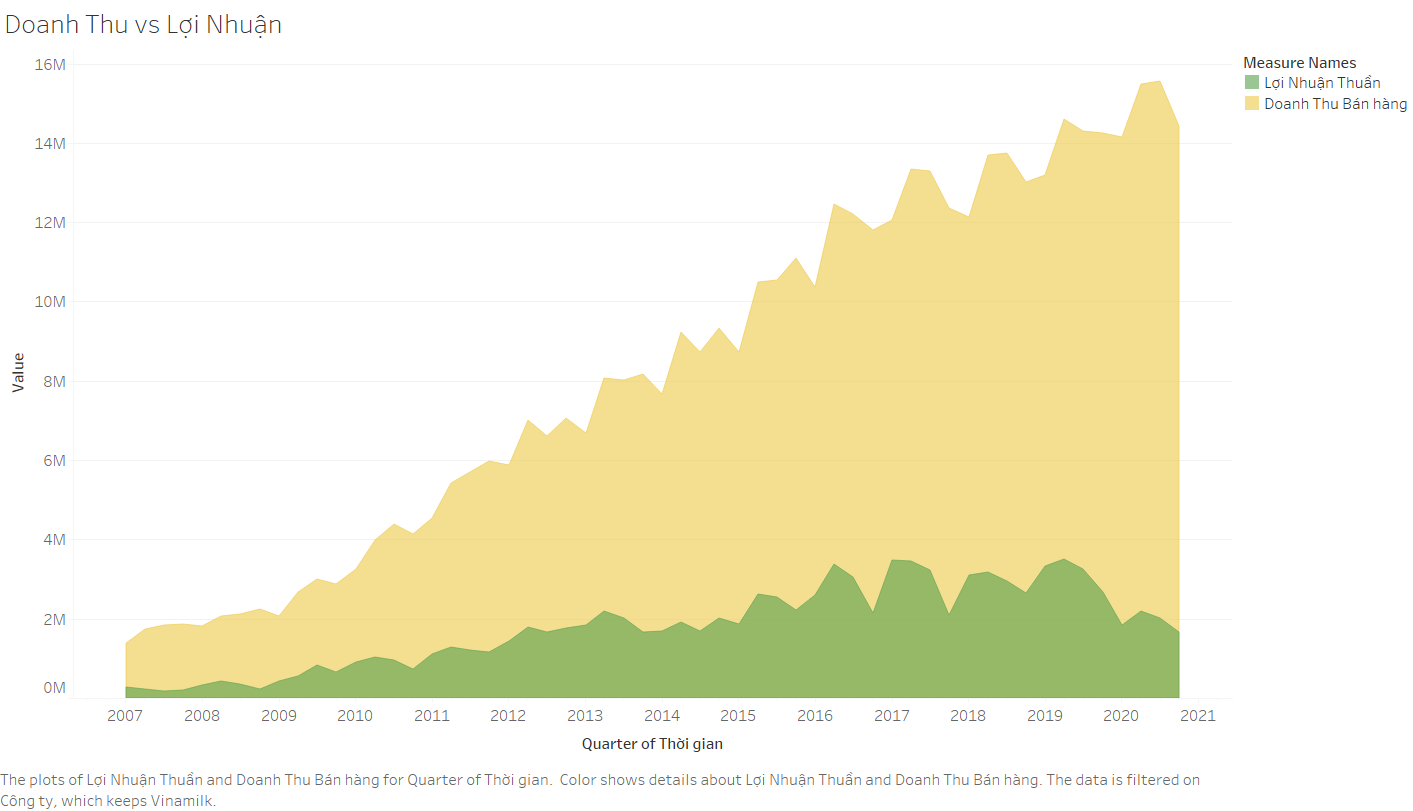 Doanh Thu vs Lợi Nhuận
Measure Names
Lợi Nhuận Thuần
Doanh Thu Bán hàng
16M
14M
12M
10M
8M
6M
4M
2M
0M
Value
2007 2008 2009 2010 2011 2012 2013 2014 2015 2016 2017 2018 2019 2020 2021
Quarter of Thời gian
The plots of Lợi Nhuận Thuần and Doanh Thu Bán hàng for Quarter of Thời gian. Color shows details about Lợi Nhuận Thuần and Doanh Thu Bán hàng. The data is filtered on
Công ty, which keeps Vinamilk.